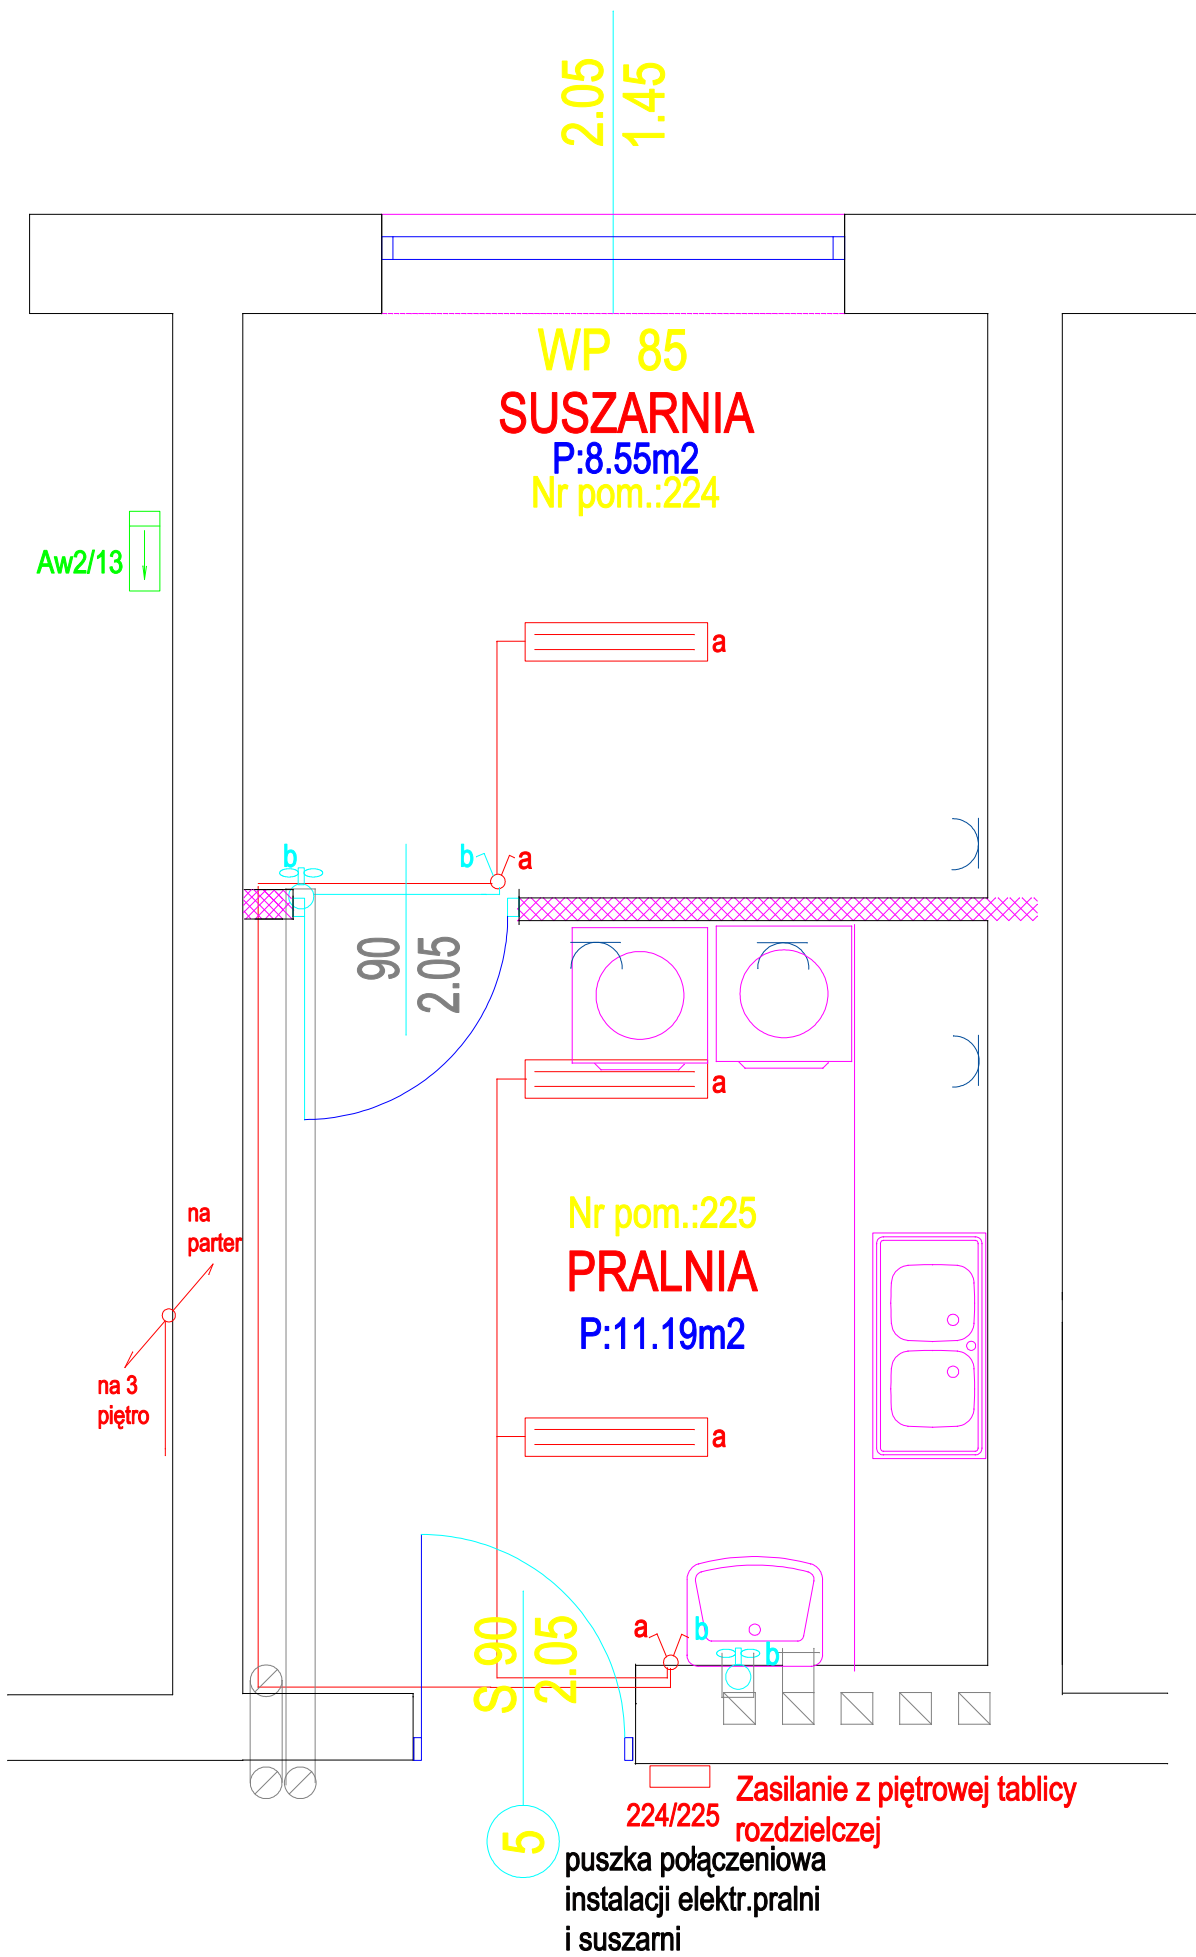 2.05
1.45
WP 85
SUSZARNIA
P:8.55m2
Nr pom.:224
Aw2/13
a
b
b
a
90
2.05
a
na
parter
Nr pom.:225
PRALNIA
P:11.19m2
na 3
piętro
a
S 90
2.05
a
b
b
5
224/225
Zasilanie z piętrowej tablicy
rozdzielczej
puszka połączeniowa
instalacji elektr.pralni
i suszarni